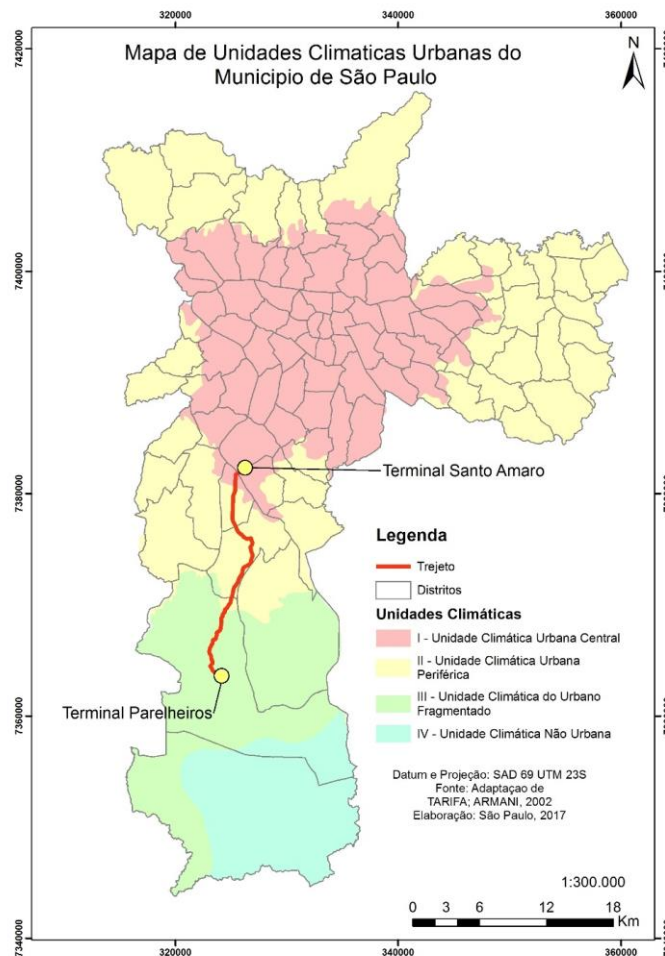 320000 340000 360000
7420000
Mapa de Unidades Climaticas Urbanas do
Municipio de São Paulo
N
7400000
Terminal Santo Amaro
7380000
Legenda
Trejeto
Distritos
Unidades Climáticas
I - Unidade Climática Urbana Central
II - Unidade Climática Urbana
Periférica
III - Unidade Climática do Urbano
Fragmentado
IV - Unidade Climática Não Urbana
Terminal Parelheiros
7360000
Datum e Projeção: SAD 69 UTM 23S
Fonte: Adaptaçao de
TARIFA; ARMANI, 2002
Elaboração: São Paulo, 2017
1:300.000
0 3 6 12 18
Km
7340000
320000 340000 360000